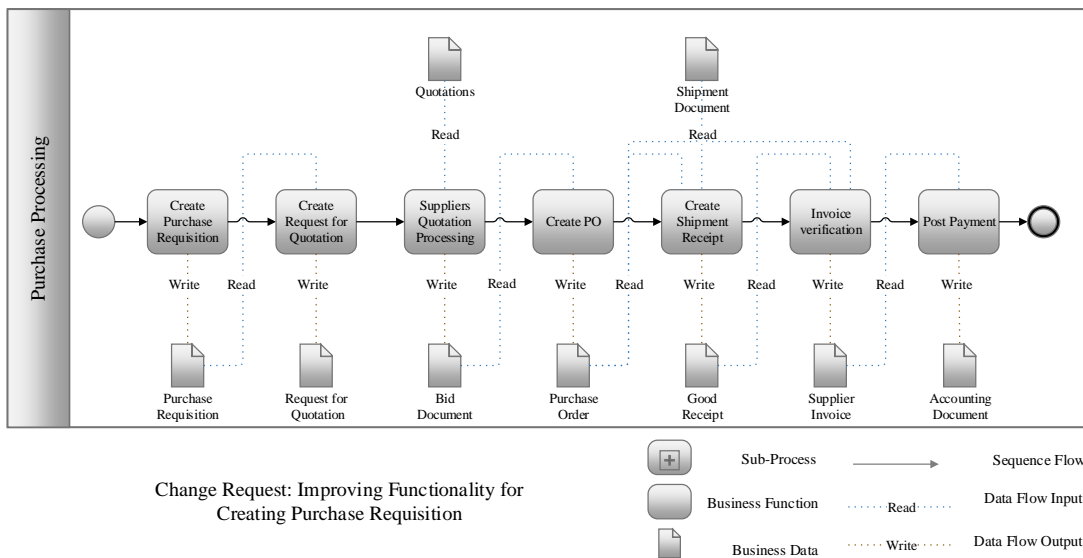 Purchase Processing
Quotations
Shipment
Document
Read
Read
Create
Purchase
Requisition
Create
Request for
Quotation
Suppliers
Quotation
Processing
Create PO
Create
Shipment
Receipt
Invoice
verification
Post Payment
Write
Read
Write
Write
Read
Write
Read
Write
Read
Write
Read
Write
Purchase
Requisition
Request for
Quotation
Bid
Document
Purchase
Order
Good
Receipt
Supplier
Invoice
Accounting
Document
Change Request: Improving Functionality for
Creating Purchase Requisition
Sub-Process
Sequence Flow
Business Function
Read
Data Flow Input
Business Data
Write
Data Flow Output